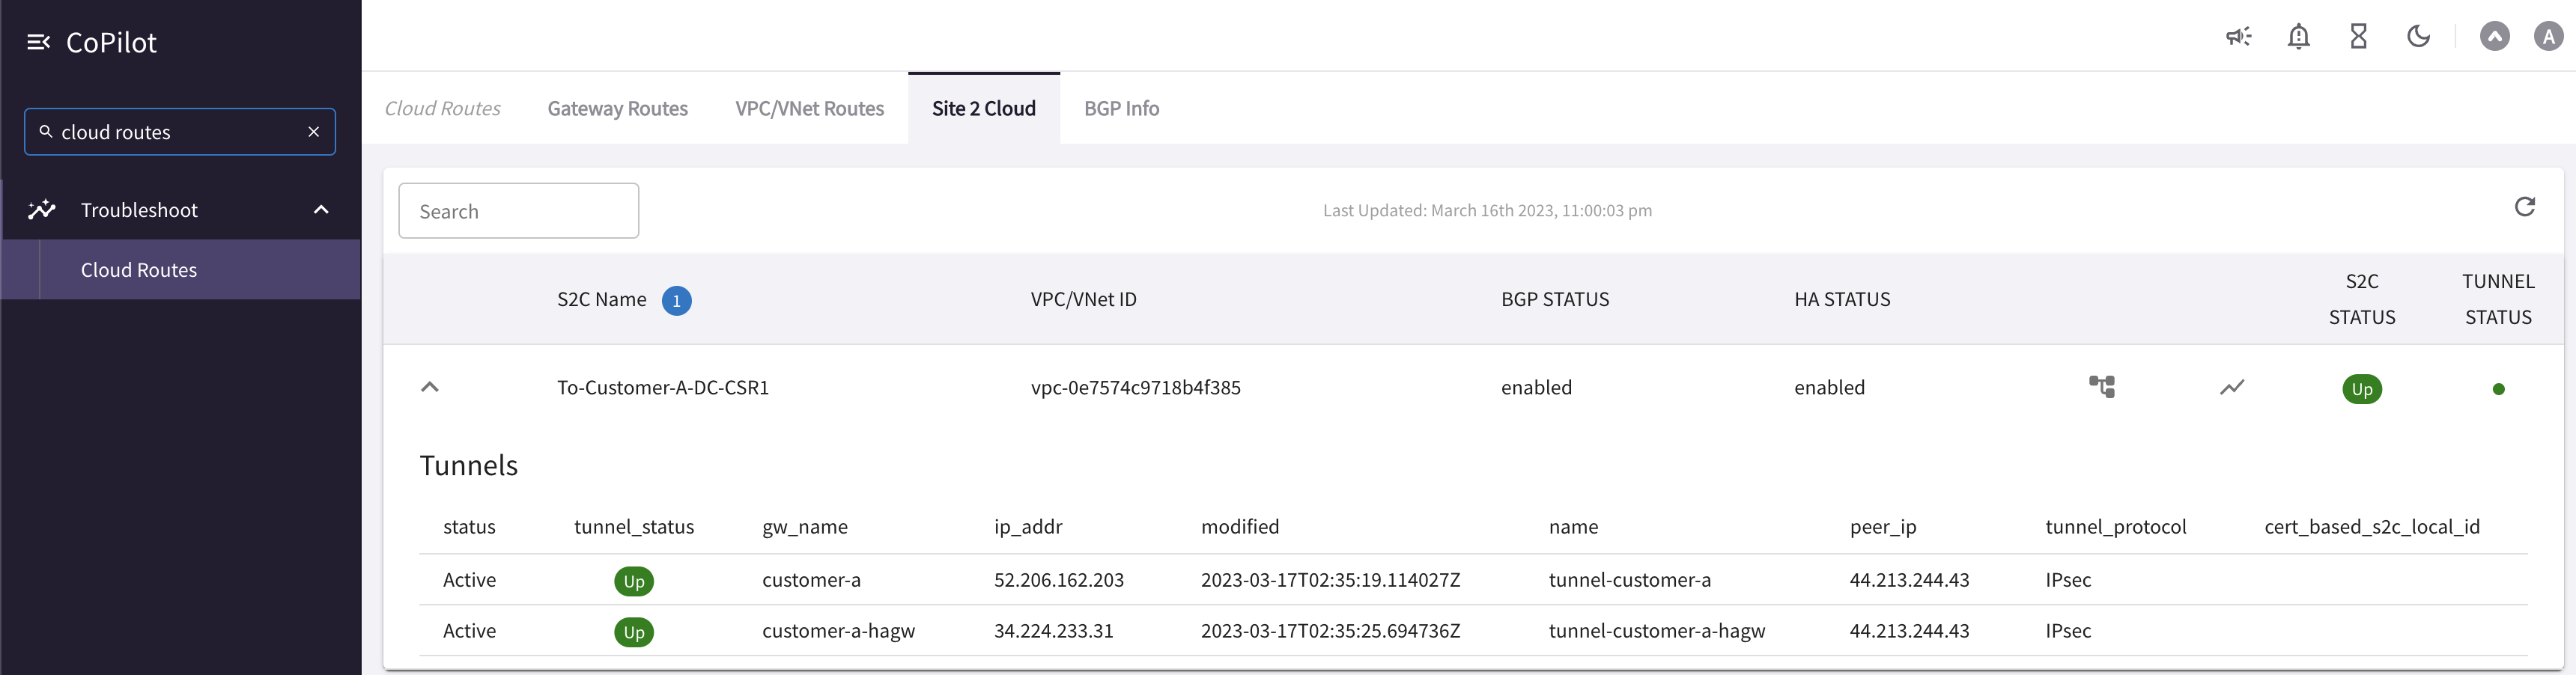 CoPilot
A
cloud routes
Troubleshoot
Cloud Routes
Cloud Routes Gateway Routes VPC/VNet Routes Site 2 Cloud BGP Info
Search
Last Updated: March 16th 2023, 11:00:03 pm
S2C Name 1 VPC/VNet ID BGP STATUS HA STATUS S2C STATUS TUNNEL STATUS
To-Customer-A-DC-CSR1 vpc-0e7574c9718b4f385 enabled enabled Up
Tunnels
status tunnel_status gw_name ip_addr modified name peer_ip tunnel_protocol cert_based_s2c_local_id
Active Up customer-a 52.206.162.203 2023-03-17T02:35:19.114027Z tunnel-customer-a 44.213.244.43 IPsec
Active Up customer-a-hagw 34.224.233.31 2023-03-17T02:35:25.694736Z tunnel-customer-a-hagw 44.213.244.43 IPsec